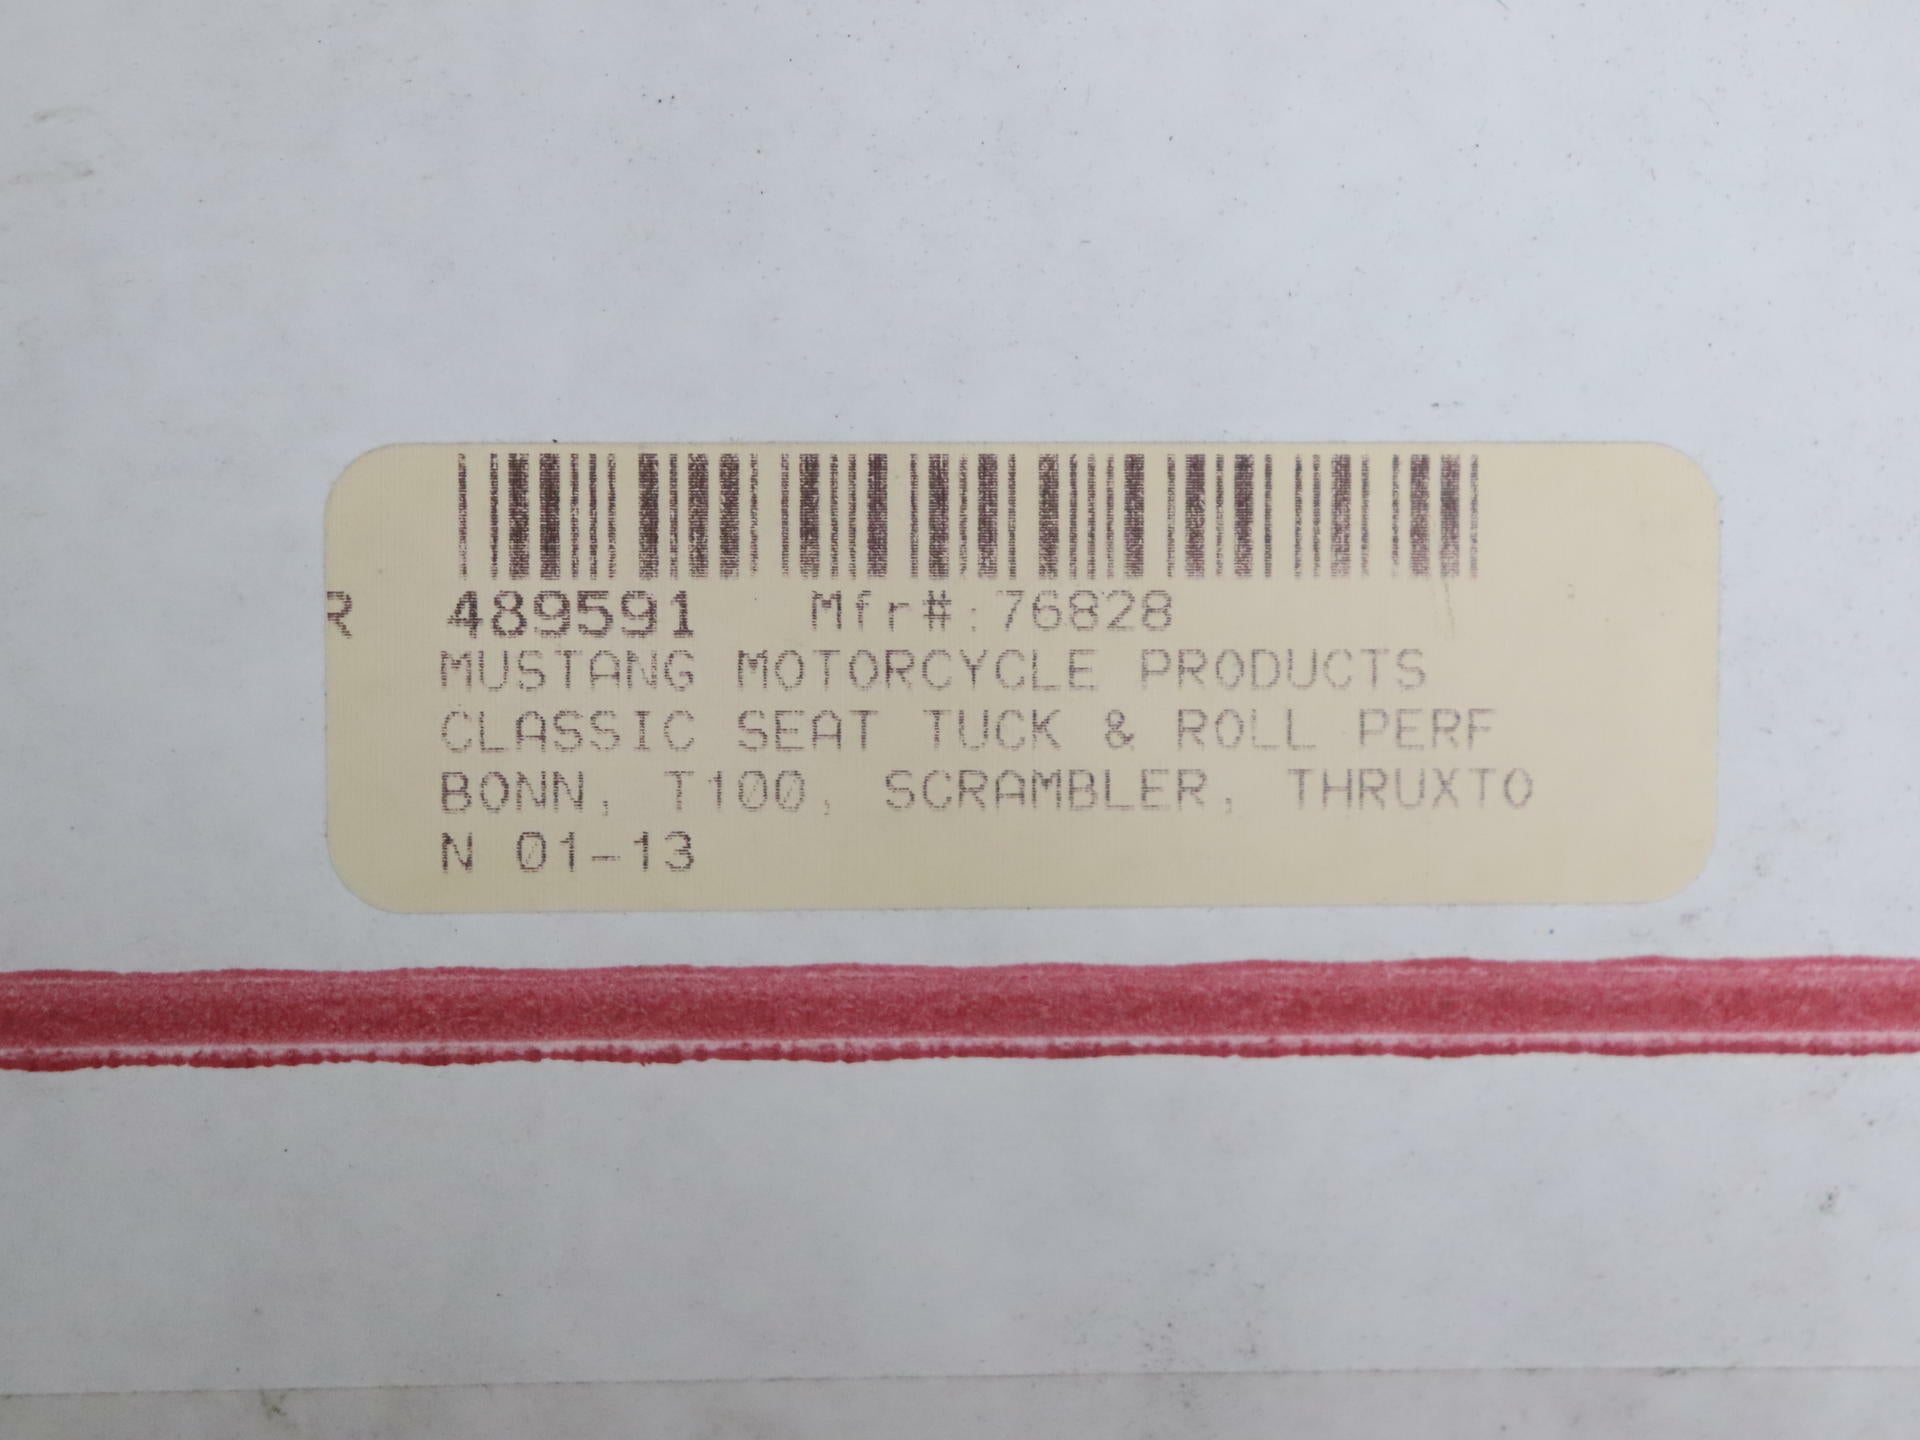 R 489591 Mfr#:76828
MUSTANG MOTORCYCLE PRODUCTS
CLASSIC SEAT TUCK & ROLL PERF
BONN, T100, SCRAMBLER, THRUXTO
N 01-13